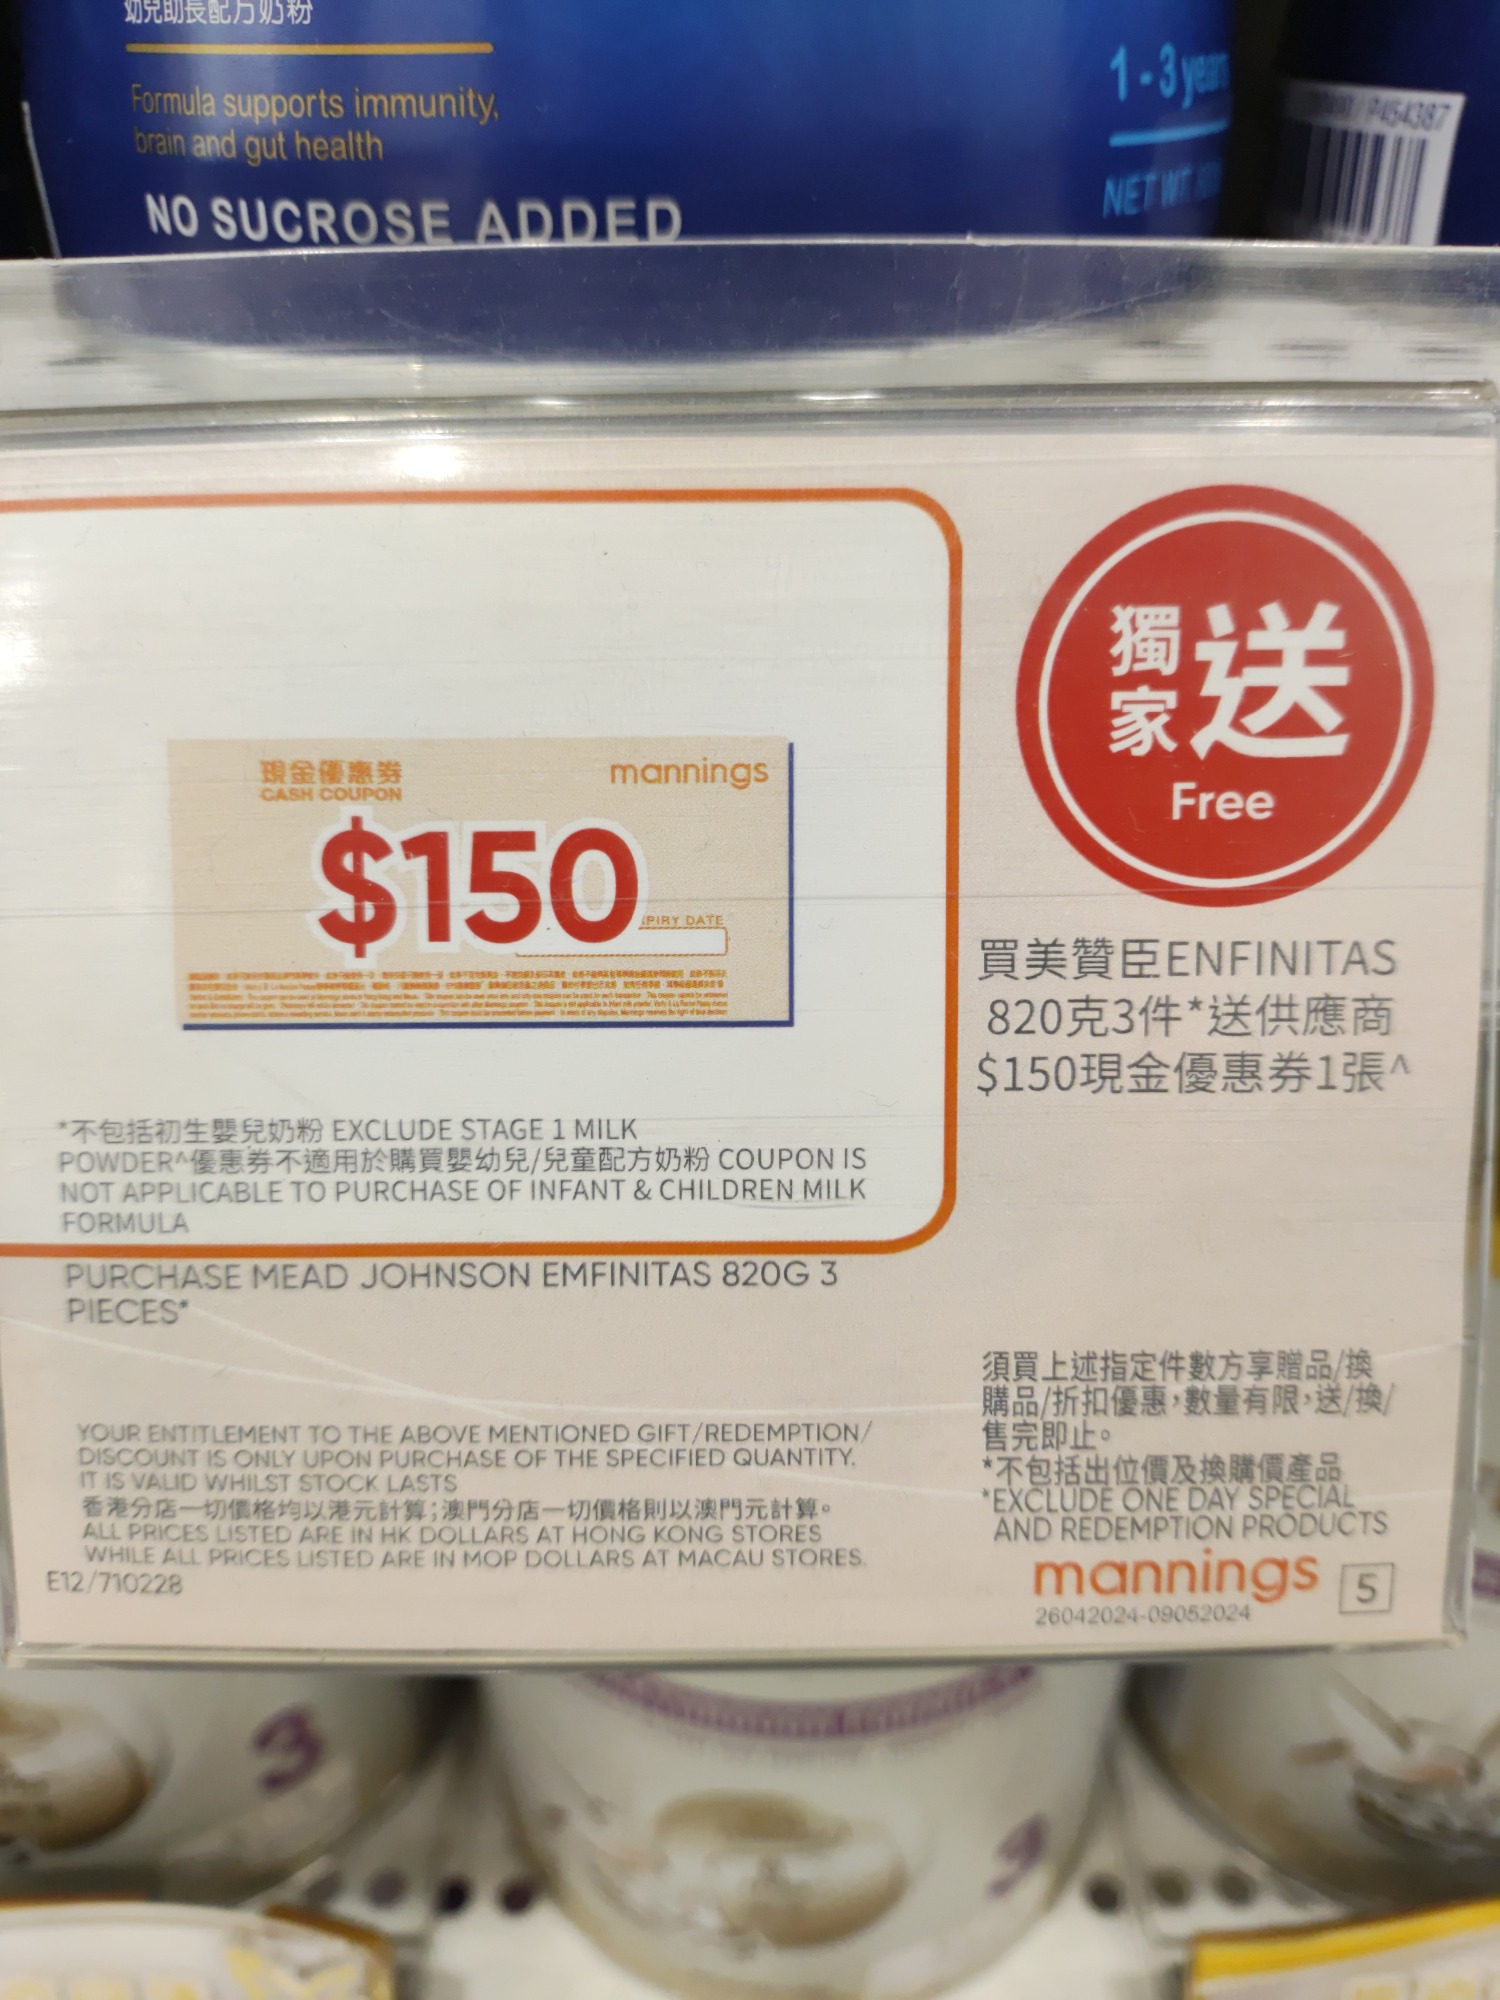 幼兒助長配方奶粉
Formula supports immunity,
brain and gut health
NO SUCROSE ADDED
1-3 years
NET WT.
P454387
獨家
送
Free
現金優惠券
CASH COUPON
mannings
$150
PIRY DATE
買美贊臣ENFINITAS
820克3件*送供應商
$150現金優惠券1張^
*不包括初生嬰兒奶粉 EXCLUDE STAGE 1 MILK
POWDER^優惠券不適用於購買嬰幼兒/兒童配方奶粉 COUPON IS
NOT APPLICABLE TO PURCHASE OF INFANT & CHILDREN MILK
FORMULA
PURCHASE MEAD JOHNSON EMFINITAS 820G 3
PIECES*
YOUR ENTITLEMENT TO THE ABOVE MENTIONED GIFT/REDEMPTION/
DISCOUNT IS ONLY UPON PURCHASE OF THE SPECIFIED QUANTITY.
IT IS VALID WHILST STOCK LASTS
香港分店一切價格均以港元計算;澳門分店一切價格則以澳門元計算。
ALL PRICES LISTED ARE IN HK DOLLARS AT HONG KONG STORES
WHILE ALL PRICES LISTED ARE IN MOP DOLLARS AT MACAU STORES.
E12/710228
須買上述指定件數方享贈品/換
購品/折扣優惠,數量有限,送/換/
售完即止。
*不包括出位價及換購價產品
*EXCLUDE ONE DAY SPECIAL
AND REDEMPTION PRODUCTS
mannings 5
26042024-09052024
3
3